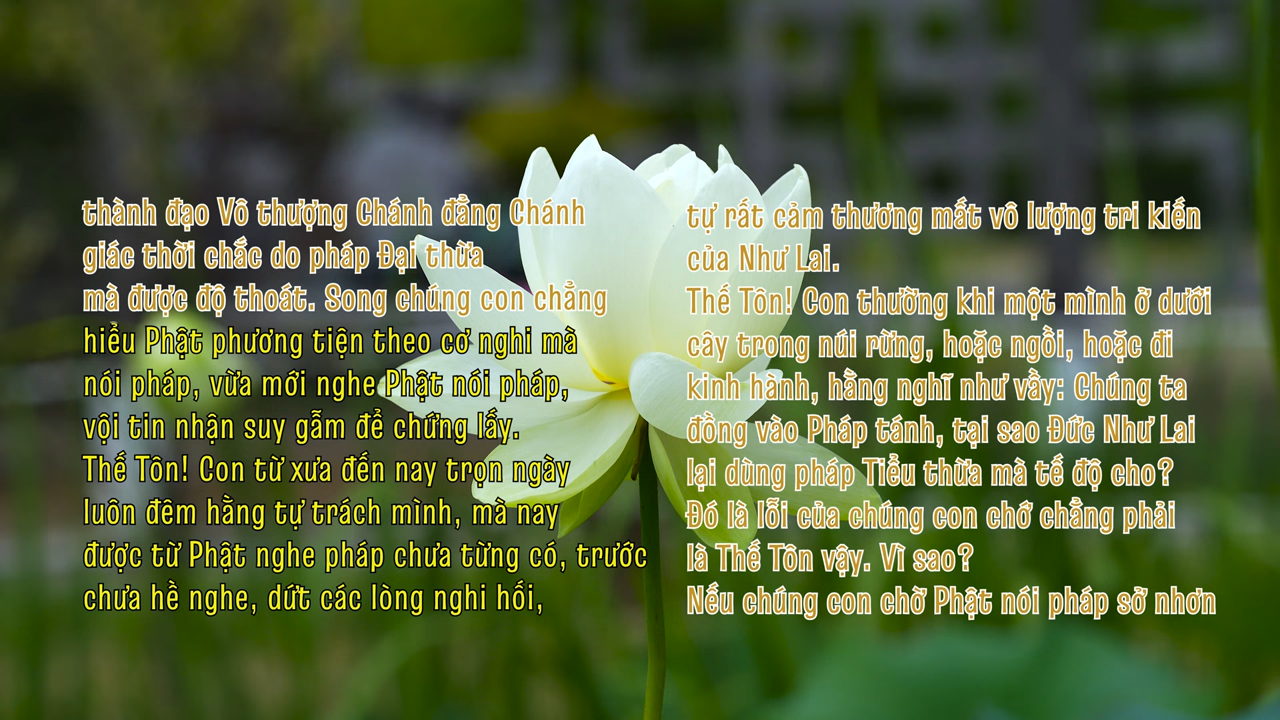 thành đạo Vô thượng Chánh đẳng Chánh
giác thời chắc do pháp Đại thừa
mà được độ thoát. Song chúng con chẳng
hiểu Phật phương tiện theo cơ nghi mà
nói pháp, vừa mới nghe Phật nói pháp,
vội tin nhận suy gẫm đẻ chứng lấy.
Thế Tôn! Con từ xưa đến nay trọn ngày
luôn đêm hằng tự trách mình, mà nay
được từ Phật nghe pháp chưa từng có, trước
chưa hề nghe, dứt các lòng nghi hối,
tự rất cảm thương mất vô lượng tri kiến
của Như Lai.
Thế Tôn! Con thường khi một mình ở dưới
cây trong núi rừng, hoặc ngồi, hoặc đi
kinh hành, hằng nghĩ như vầy: Chúng ta
đồng vào Pháp tánh, tại sao Đức Như Lai
lại dùng pháp Tiểu thừa mà tế độ cho?
Đó là lỗi của chúng con chớ chẳng phải
là Thế Tôn vậy. Vì sao?
Nếu chúng con chờ Phật nói pháp sở nhơn